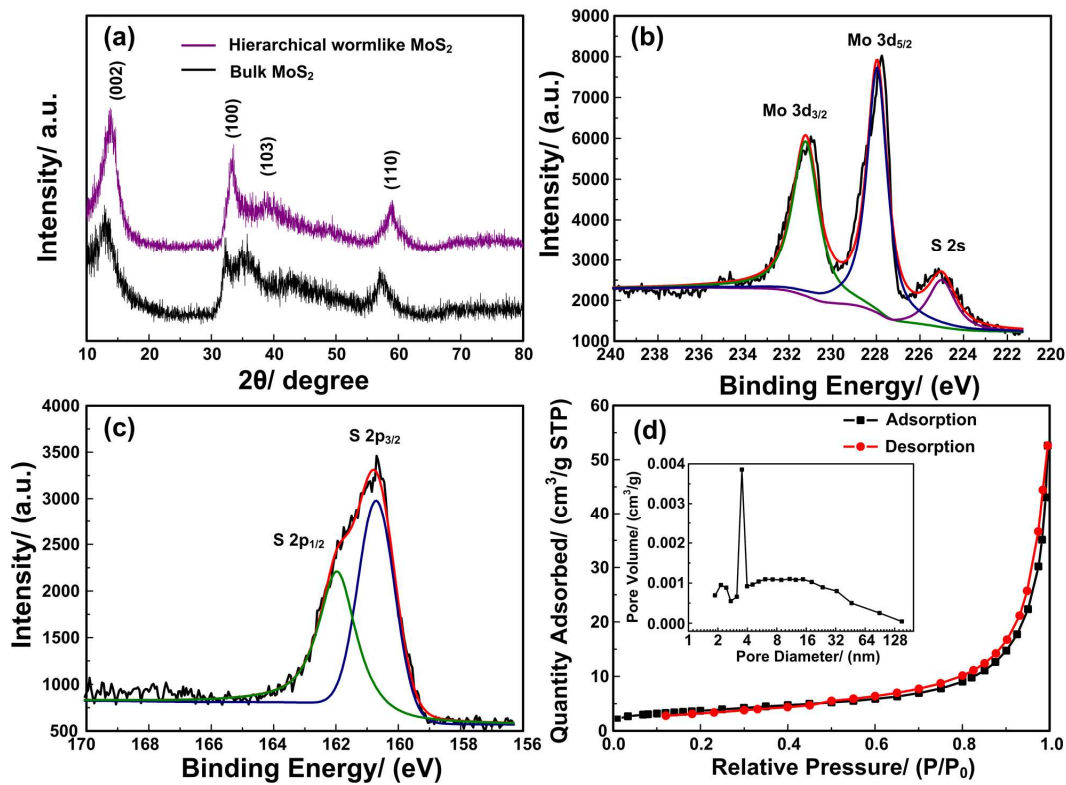 (a)
Hierarchical wormlike MoS₂
Bulk MoS₂
(002)
(100)
(103)
(110)
Intensity/ a.u.
10 20 30 40 50 60 70 80
2θ/ degree
(b)
Mo 3d₅/₂
Mo 3d₃/₂
S 2s
Intensity/ (a.u.)
9000
8000
7000
6000
5000
4000
3000
2000
1000
240 238 236 234 232 230 228 226 224 222 220
Binding Energy/ (eV)
(c)
S 2p₃/₂
S 2p₁/₂
Intensity/ (a.u.)
4000
3500
3000
2500
2000
1500
1000
500
170 168 166 164 162 160 158 156
Binding Energy/ (eV)
(d)
Adsorption
Desorption
Quantity Adsorbed/ (cm³/g STP)
60
50
40
30
20
10
0
0.0 0.2 0.4 0.6 0.8 1.0
Relative Pressure/ (P/P₀)
Pore Volume/ (cm³/g)
0.004
0.003
0.002
0.001
0.000
1 2 4 8 16 32 64 128
Pore Diameter/ (nm)